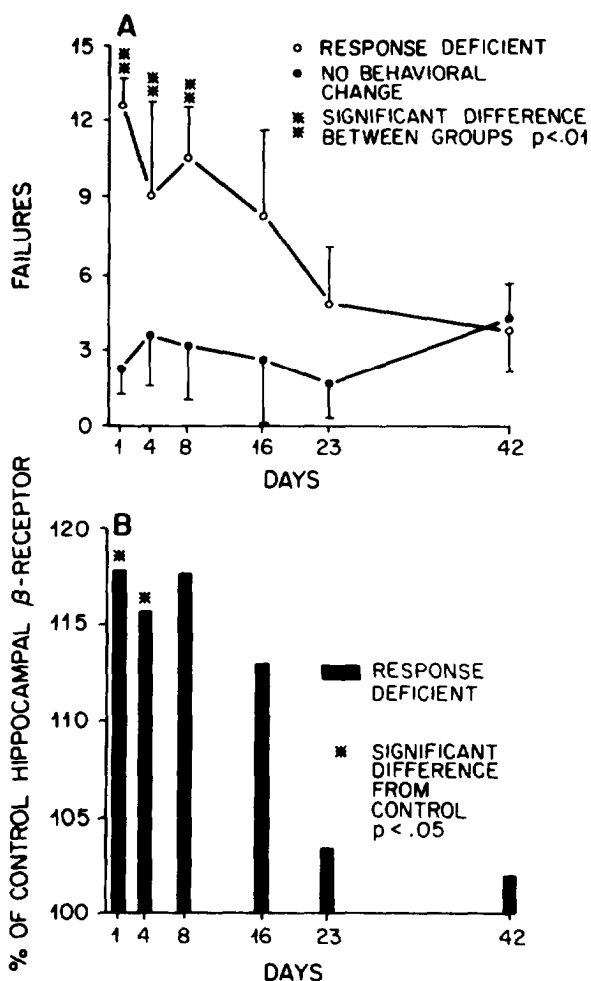 A
15
12
9
6
3
0
FAILURES
○ RESPONSE DEFICIENT
● NO BEHAVIORAL
CHANGE
* SIGNIFICANT DIFFERENCE
* BETWEEN GROUPS p<.01
**
**
**
1 4 8 16 23 42
DAYS
B
120
115
110
105
100
% OF CONTROL HIPPOCAMPAL β-RECEPTOR
*
*
RESPONSE
DEFICIENT
* SIGNIFICANT
DIFFERENCE
FROM
CONTROL
p<.05
1 4 8 16 23 42
DAYS